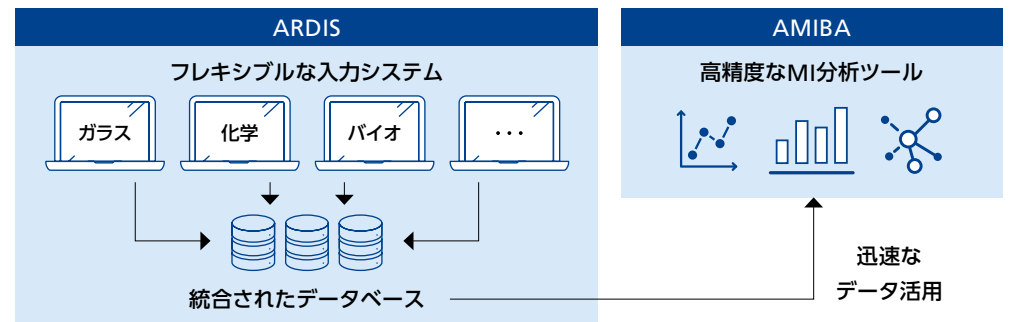 ARDIS
フレキシブルな入力システム
ガラス
化学
バイオ
・・・
統合されたデータベース
AMIBA
高精度なMI分析ツール
迅速な
データ活用